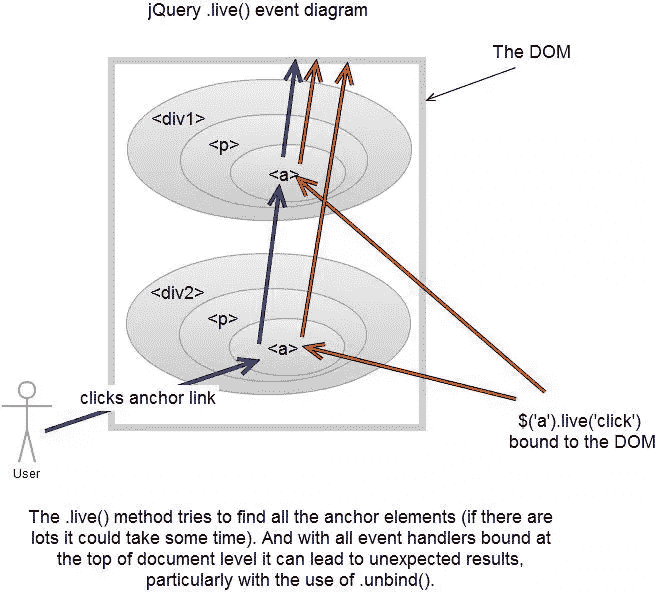 jQuery .live() event diagram
The DOM
<div1>
<p>
<a>
<div2>
<p>
<a>
clicks anchor link
User
$('a').live('click')
bound to the DOM
The .live() method tries to find all the anchor elements (if there are
lots it could take some time). And with all event handlers bound at
the top of document level it can lead to unexpected results,
particularly with the use of .unbind().